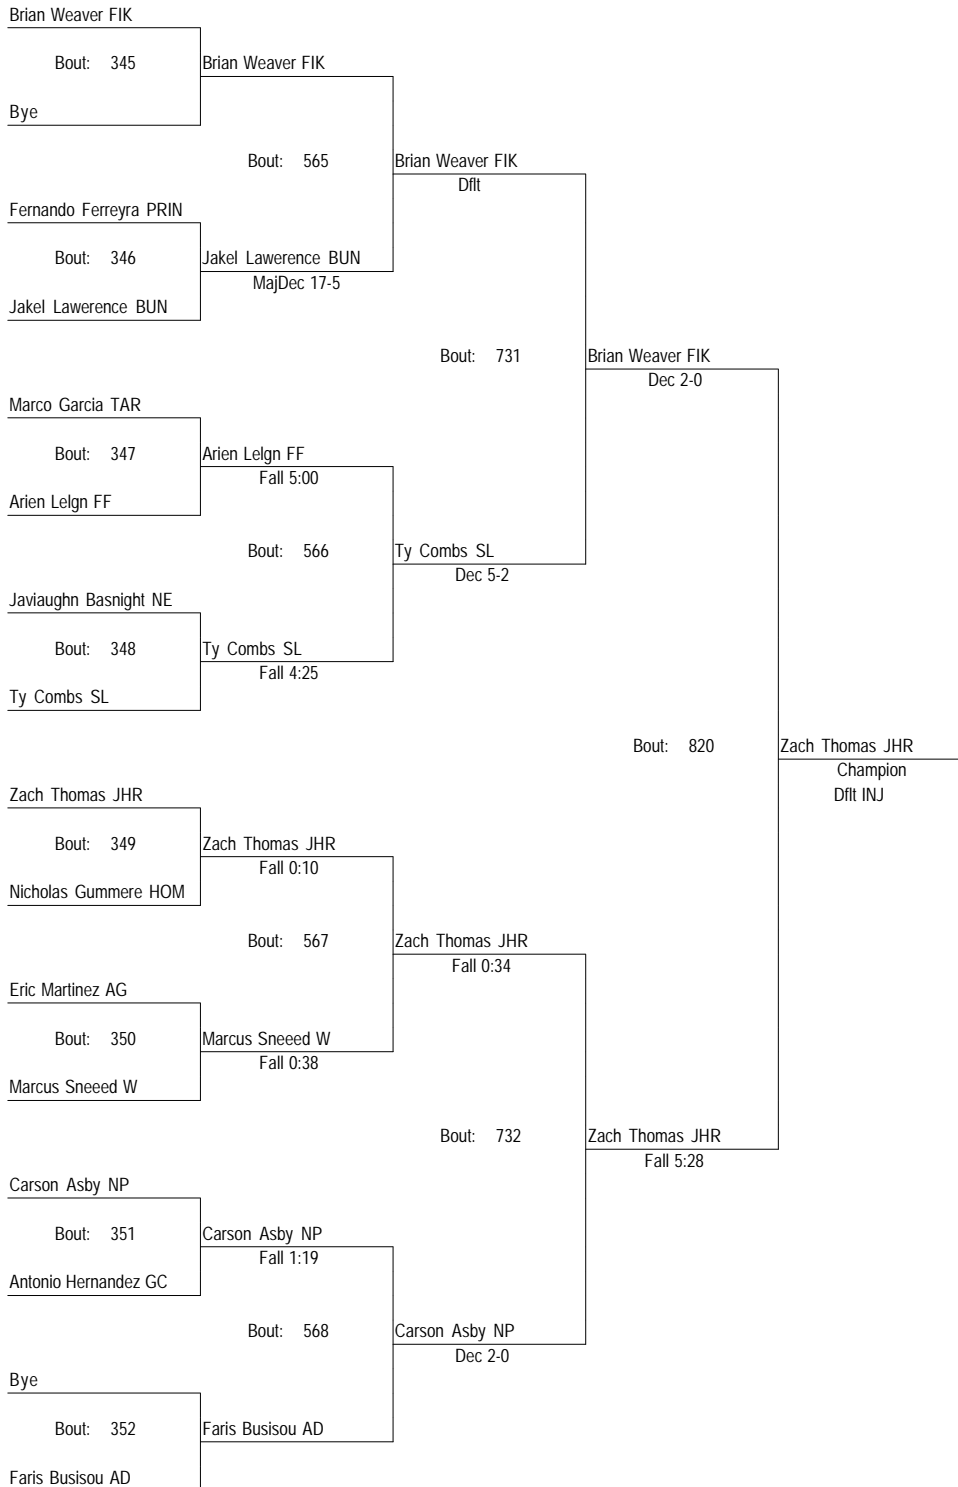 Brian Weaver FIK
Bout: 345 Brian Weaver FIK
Bye
Bout: 565 Brian Weaver FIK
Dflt
Fernando Ferreyra PRIN
Bout: 346 Jakel Lawerence BUN
MajDec 17-5
Jakel Lawerence BUN
Bout: 731 Brian Weaver FIK
Dec 2-0
Marco Garcia TAR
Bout: 347 Arien Lelgn FF
Fall 5:00
Arien Lelgn FF
Bout: 566 Ty Combs SL
Dec 5-2
Javiaughn Basnight NE
Bout: 348 Ty Combs SL
Fall 4:25
Ty Combs SL
Bout: 820 Zach Thomas JHR
Champion
Dflt INJ
Zach Thomas JHR
Bout: 349 Zach Thomas JHR
Fall 0:10
Nicholas Gummere HOM
Bout: 567 Zach Thomas JHR
Fall 0:34
Eric Martinez AG
Bout: 350 Marcus Sneeed W
Fall 0:38
Marcus Sneeed W
Bout: 732 Zach Thomas JHR
Fall 5:28
Carson Asby NP
Bout: 351 Carson Asby NP
Fall 1:19
Antonio Hernandez GC
Bout: 568 Carson Asby NP
Dec 2-0
Bye
Bout: 352 Faris Busisou AD
Faris Busisou AD